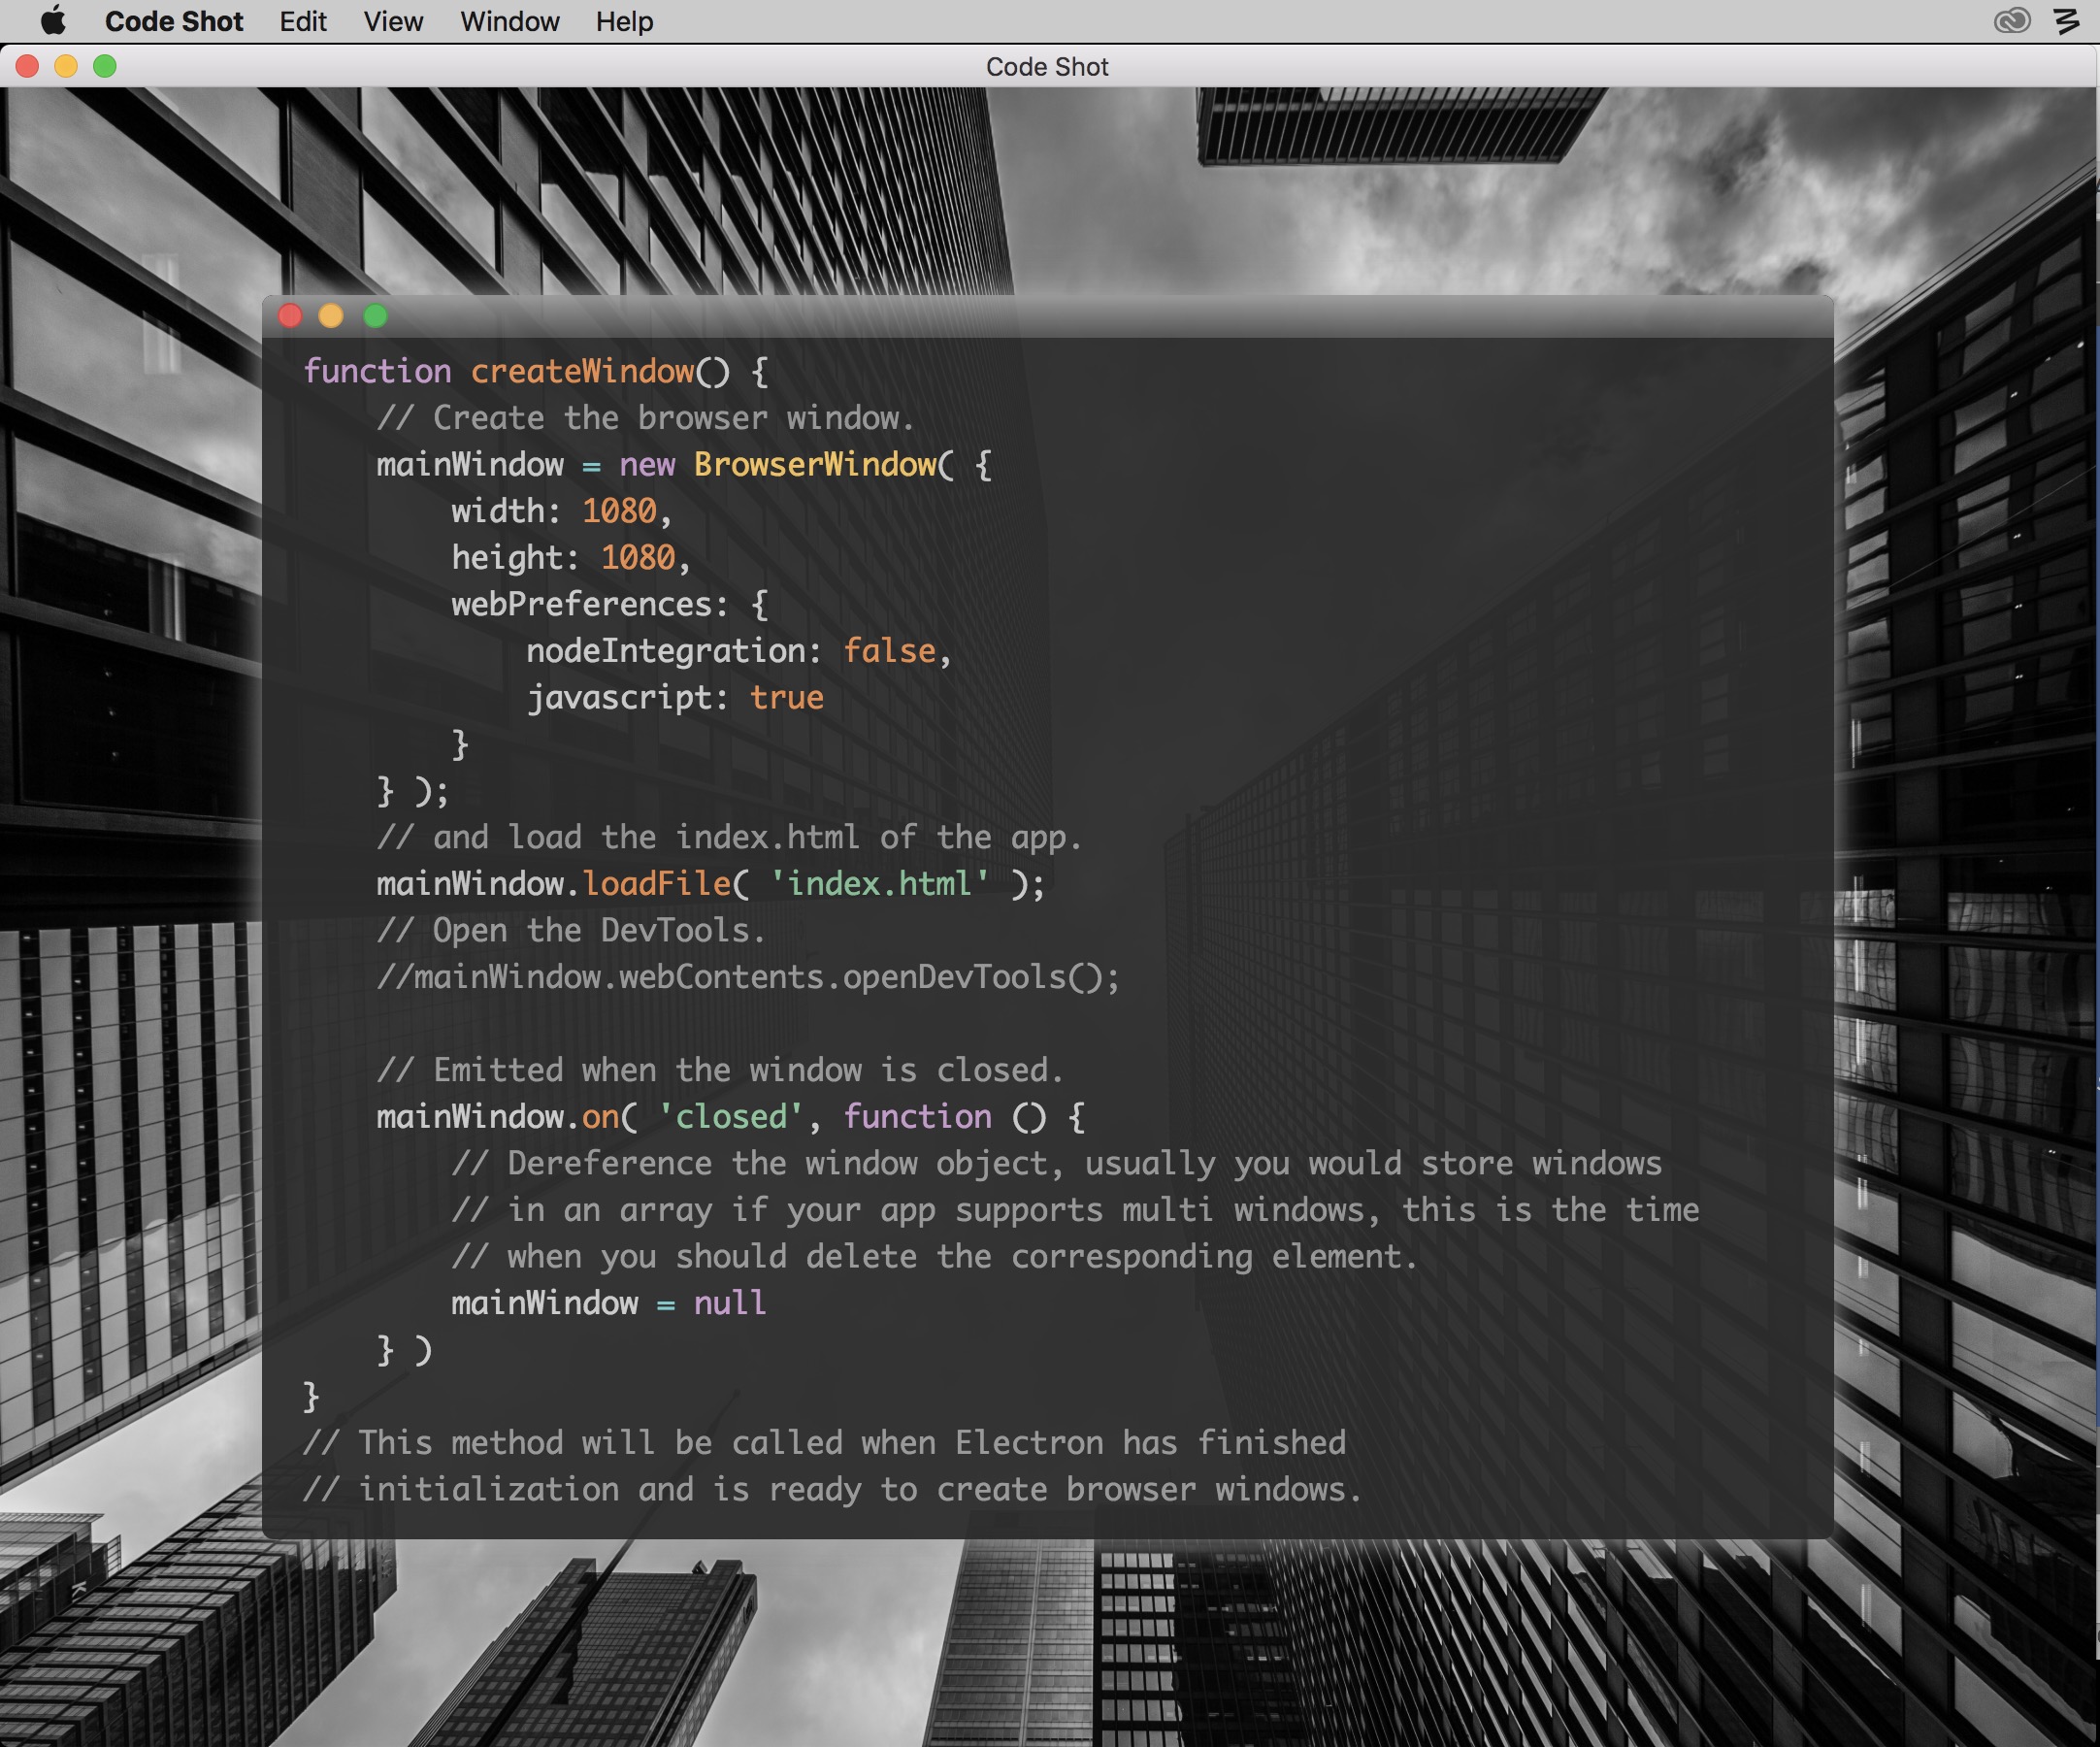 Code Shot Edit View Window Help
Code Shot
function createWindow() {
    // Create the browser window.
    mainWindow = new BrowserWindow( {
        width: 1080,
        height: 1080,
        webPreferences: {
            nodeIntegration: false,
            javascript: true
        }
    } );
    // and load the index.html of the app.
    mainWindow.loadFile( 'index.html' );
    // Open the DevTools.
    //mainWindow.webContents.openDevTools();

    // Emitted when the window is closed.
    mainWindow.on( 'closed', function () {
        // Dereference the window object, usually you would store windows
        // in an array if your app supports multi windows, this is the time
        // when you should delete the corresponding element.
        mainWindow = null
    } )
}
// This method will be called when Electron has finished
// initialization and is ready to create browser windows.